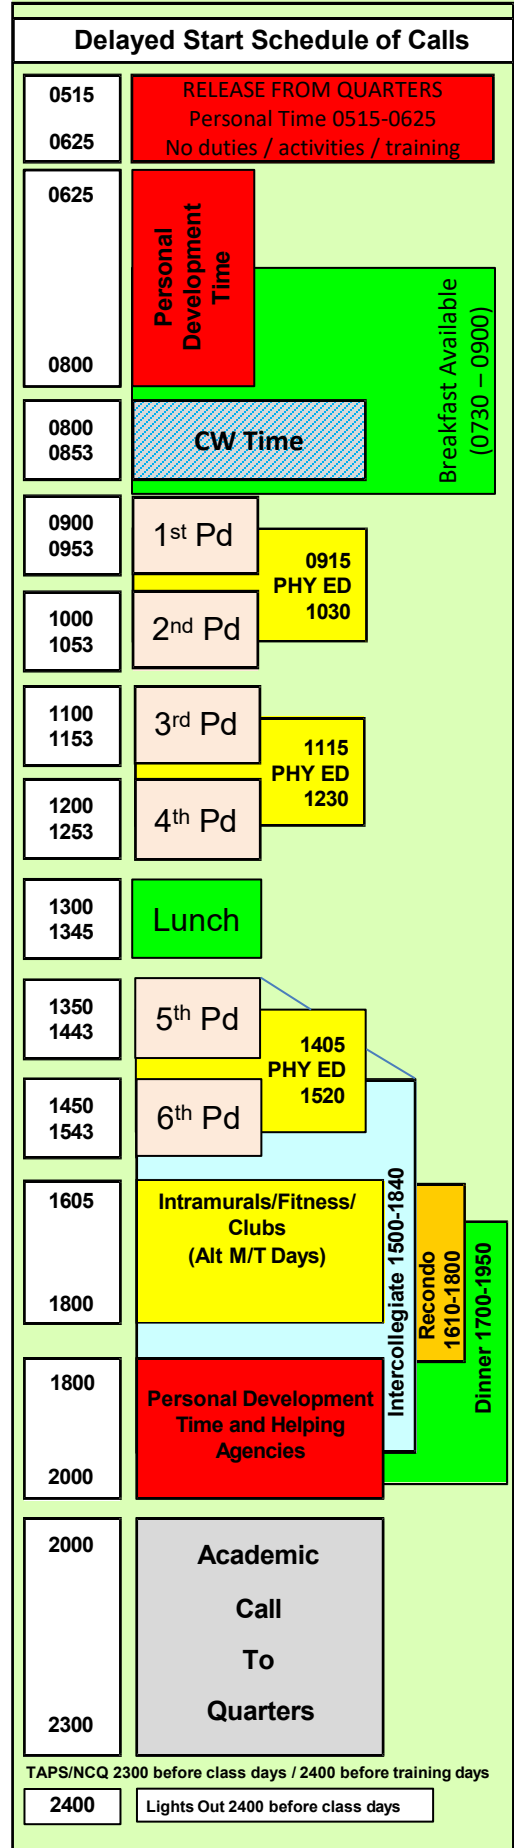 Delayed Start Schedule of Calls
0515
0625
RELEASE FROM QUARTERS
Personal Time 0515-0625
No duties / activities / training
0625
0800
Personal
Development
Time
Breakfast Available
(0730 – 0900)
0800
0853
CW Time
0900
0953
1st Pd
0915
PHY ED
1030
1000
1053
2nd Pd
1100
1153
3rd Pd
1115
PHY ED
1230
1200
1253
4th Pd
1300
1345
Lunch
1350
1443
5th Pd
1405
PHY ED
1520
1450
1543
6th Pd
1605
1800
Intramurals/Fitness/
Clubs
(Alt M/T Days)
Intercollegiate 1500-1840
Recondo
1610-1800
Dinner 1700-1950
1800
2000
Personal Development
Time and Helping
Agencies
2000
2300
Academic
Call
To
Quarters
TAPS/NCQ 2300 before class days / 2400 before training days
2400
Lights Out 2400 before class days